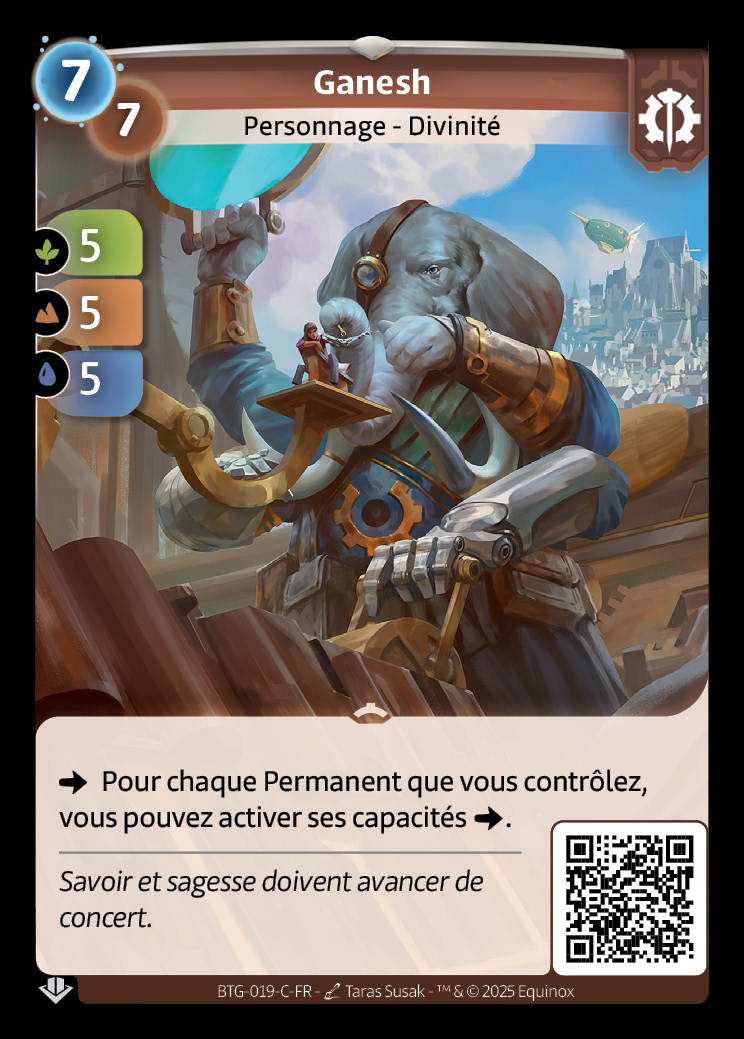 7
7
Ganesh
Personnage - Divinité
5
5
5
Pour chaque Permanent que vous contrôlez,
vous pouvez activer ses capacités.
Savoir et sagesse doivent avancer de
concert.
BTG-019-C-FR - Taras Susak - ™ & © 2025 Equinox